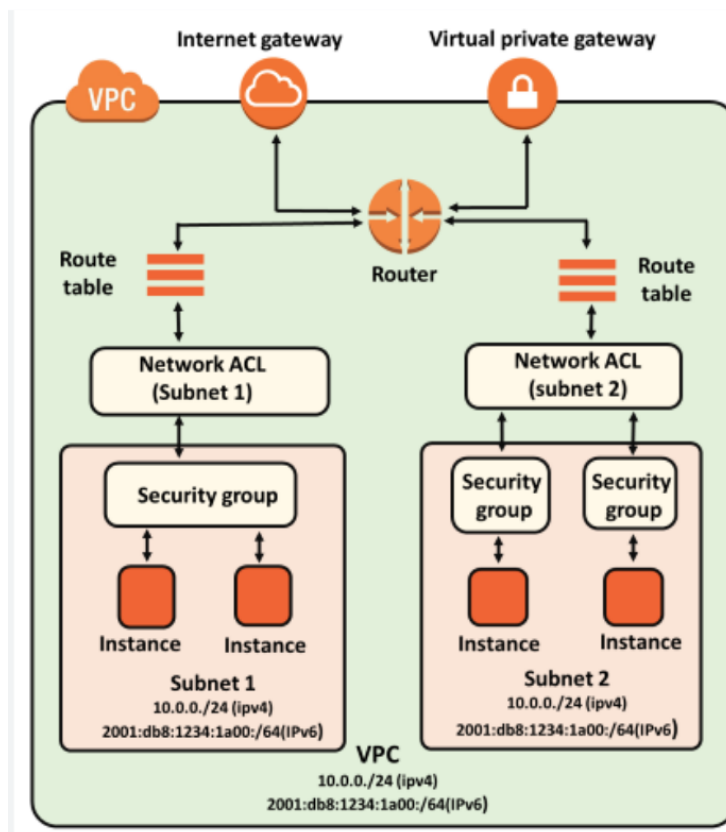 Internet gateway
Virtual private gateway
VPC
Route
table
Router
Route
table
Network ACL
(Subnet 1)
Network ACL
(subnet 2)
Security group
Security
group
Security
group
Instance
Instance
Instance
Instance
Subnet 1
10.0.0./24 (ipv4)
2001:db8:1234:1a00:/64(IPv6)
Subnet 2
10.0.0./24 (ipv4)
2001:db8:1234:1a00:/64(IPv6)
VPC
10.0.0./24 (ipv4)
2001:db8:1234:1a00:/64(IPv6)